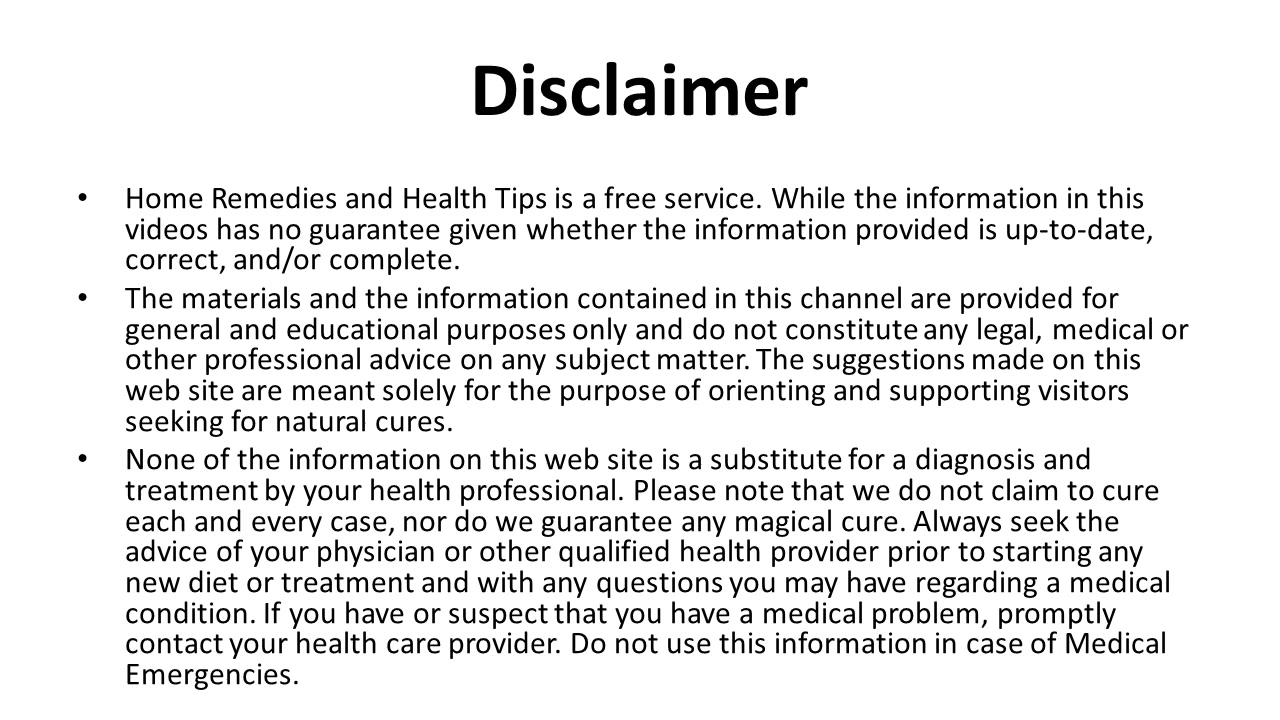 Disclaimer
• Home Remedies and Health Tips is a free service. While the information in this
videos has no guarantee given whether the information provided is up-to-date,
correct, and/or complete.
• The materials and the information contained in this channel are provided for
general and educational purposes only and do not constitute any legal, medical or
other professional advice on any subject matter. The suggestions made on this
web site are meant solely for the purpose of orienting and supporting visitors
seeking for natural cures.
• None of the information on this web site is a substitute for a diagnosis and
treatment by your health professional. Please note that we do not claim to cure
each and every case, nor do we guarantee any magical cure. Always seek the
advice of your physician or other qualified health provider prior to starting any
new diet or treatment and with any questions you may have regarding a medical
condition. If you have or suspect that you have a medical problem, promptly
contact your health care provider. Do not use this information in case of Medical
Emergencies.